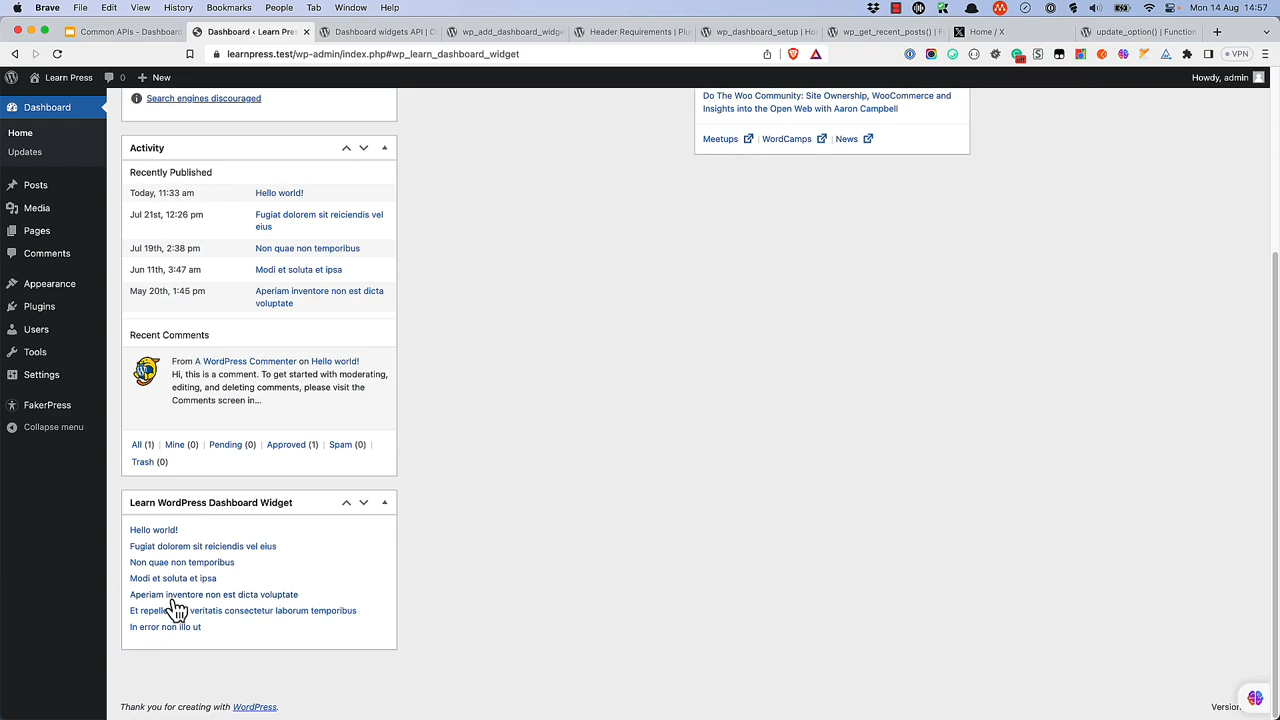 Brave File Edit View History Bookmarks People Tab Window Help Mon 14 Aug 14:57
Common APIs - Dashboard
Dashboard ‹ Learn Pres
Dashboard widgets API | C
wp_add_dashboard_widge
Header Requirements | Plu
wp_dashboard_setup | Ho
wp_get_recent_posts() | F
Home / X
update_option() | Function
learnpress.test/wp-admin/index.php#wp_learn_dashboard_widget
VPN
Learn Press 0 New Howdy, admin
Dashboard
Home
Updates
Posts
Media
Pages
Comments
Appearance
Plugins
Users
Tools
Settings
FakerPress
Collapse menu
Search engines discouraged
Activity
Recently Published
Today, 11:33 am Hello world!
Jul 21st, 12:26 pm Fugiat dolorem sit reiciendis vel
eius
Jul 19th, 2:38 pm Non quae non temporibus
Jun 11th, 3:47 am Modi et soluta et ipsa
May 20th, 1:45 pm Aperiam inventore non est dicta
voluptate
Recent Comments
From A WordPress Commenter on Hello world!
Hi, this is a comment. To get started with moderating,
editing, and deleting comments, please visit the
Comments screen in…
All (1) | Mine (0) | Pending (0) | Approved (1) | Spam (0) |
Trash (0)
Learn WordPress Dashboard Widget
Hello world!
Fugiat dolorem sit reiciendis vel eius
Non quae non temporibus
Modi et soluta et ipsa
Aperiam inventore non est dicta voluptate
Et veritatis consectetur laborum temporibus
In error non illo ut
Do The Woo Community: Site Ownership, WooCommerce and
Insights into the Open Web with Aaron Campbell
Meetups | WordCamps | News
Thank you for creating with WordPress.
Version